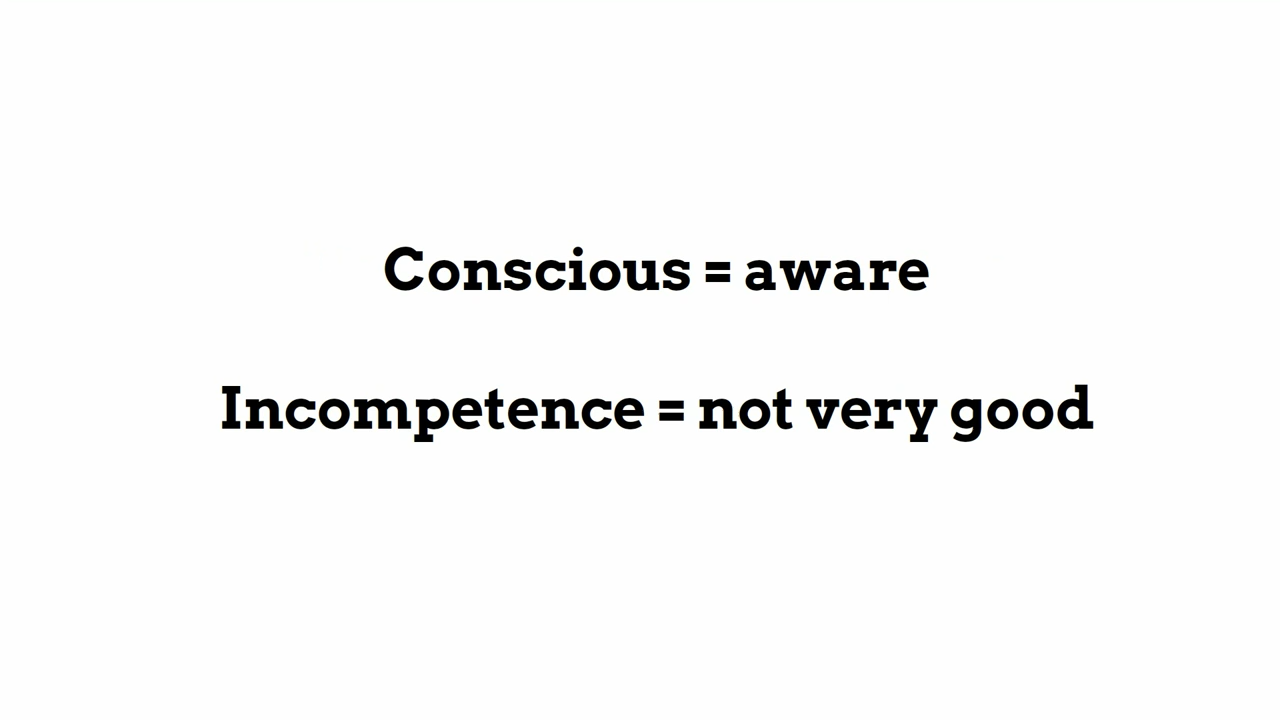 Conscious = aware
Incompetence = not very good